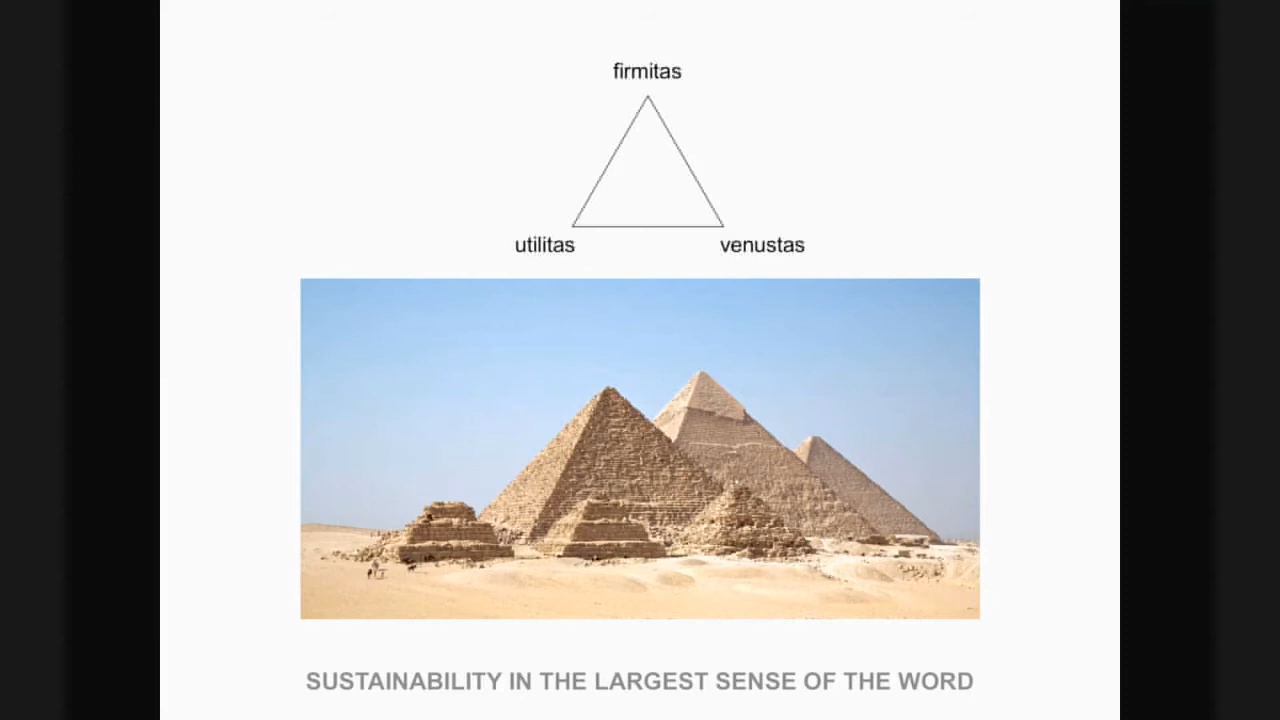 firmitas
utilitas venustas
SUSTAINABILITY IN THE LARGEST SENSE OF THE WORD